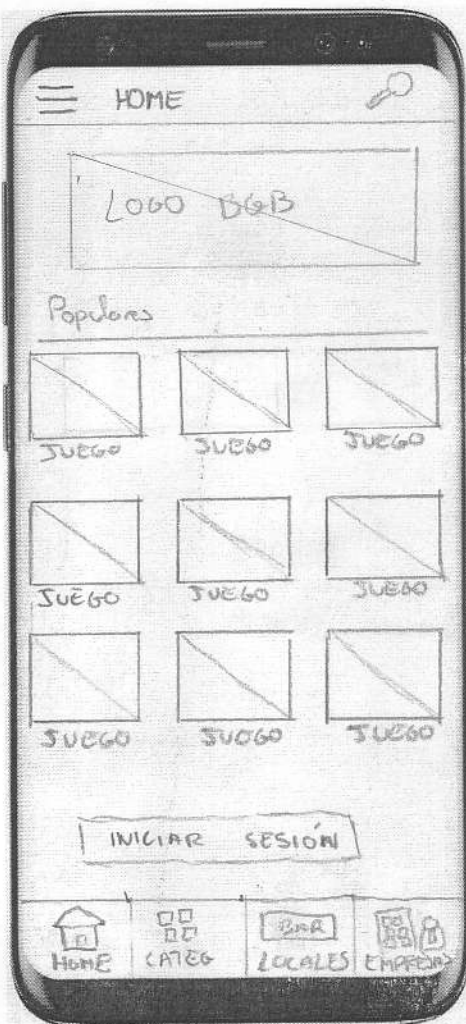 HOME
LOGO BGB
Populares
JUEGO JUEGO JUEGO
JUEGO JUEGO JUEGO
JUEGO JUEGO JUEGO
INICIAR SESIÓN
BAR
HOME CATEG LOCALES EMPRESAS